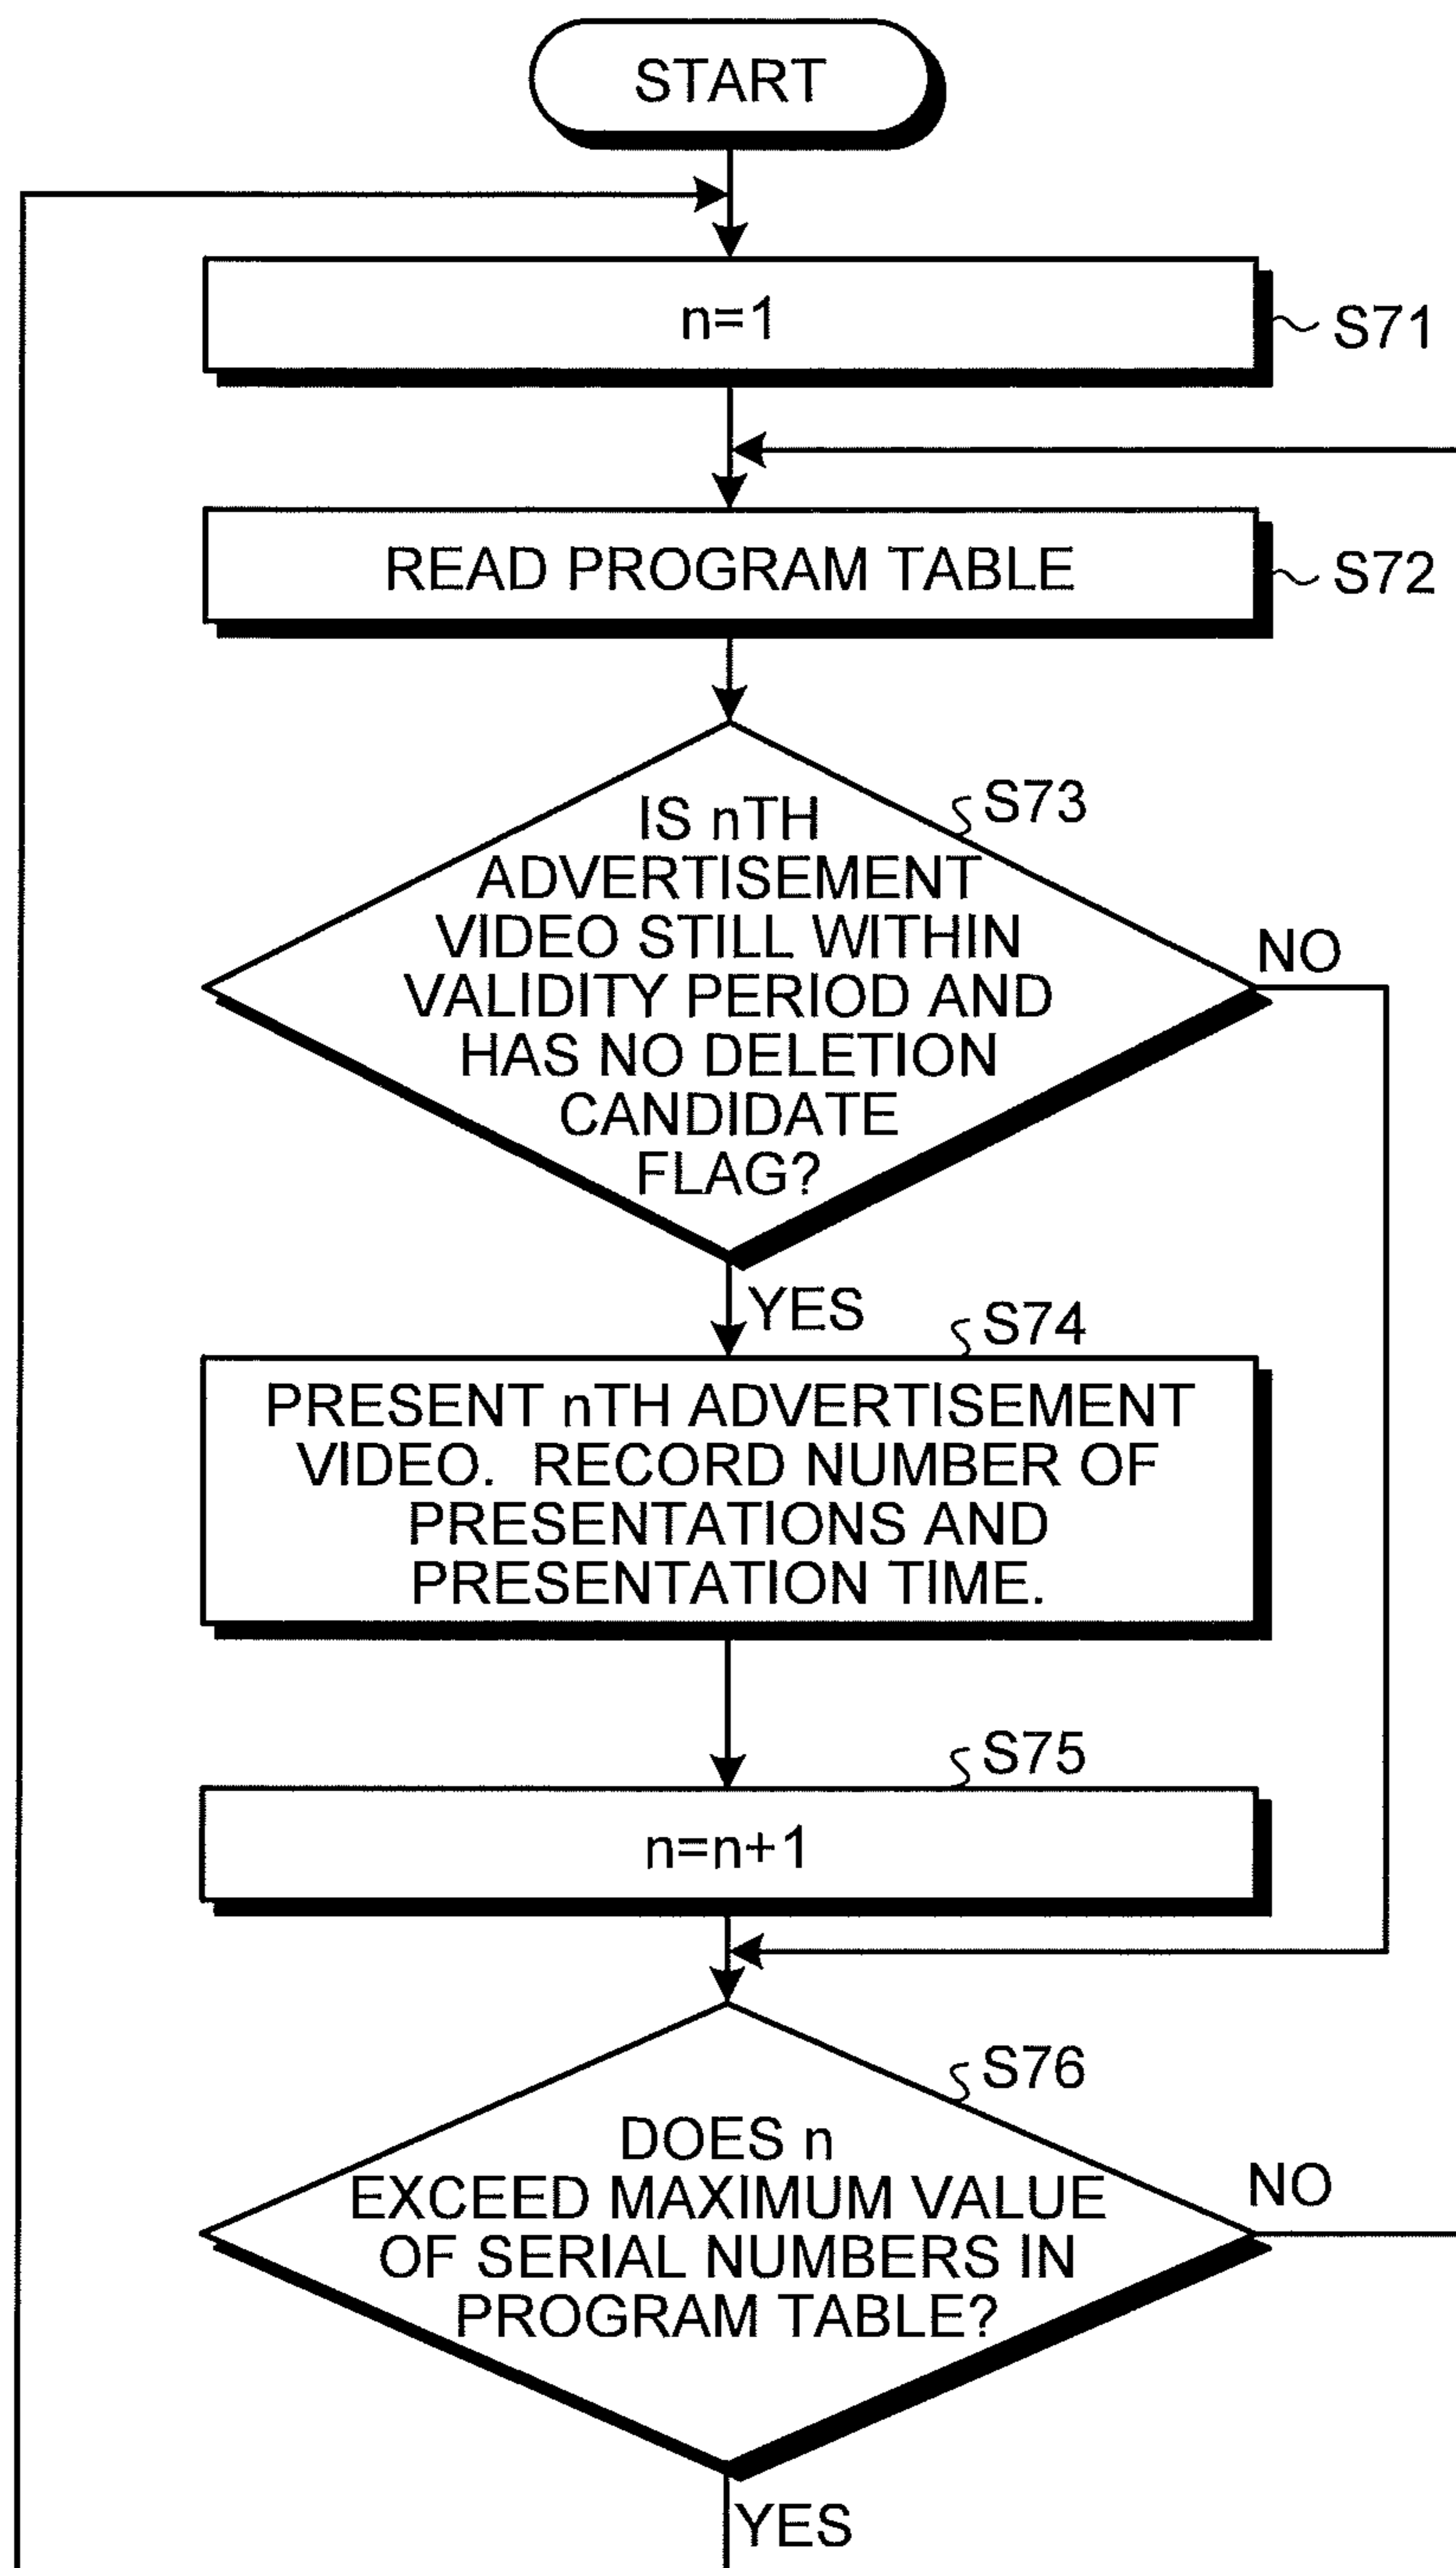 START
n=1
S71
READ PROGRAM TABLE
S72
S73
IS nTH
ADVERTISEMENT
VIDEO STILL WITHIN
VALIDITY PERIOD AND
HAS NO DELETION
CANDIDATE
FLAG?
NO
YES
S74
PRESENT nTH ADVERTISEMENT
VIDEO. RECORD NUMBER OF
PRESENTATIONS AND
PRESENTATION TIME.
S75
n=n+1
S76
DOES n
EXCEED MAXIMUM VALUE
OF SERIAL NUMBERS IN
PROGRAM TABLE?
NO
YES